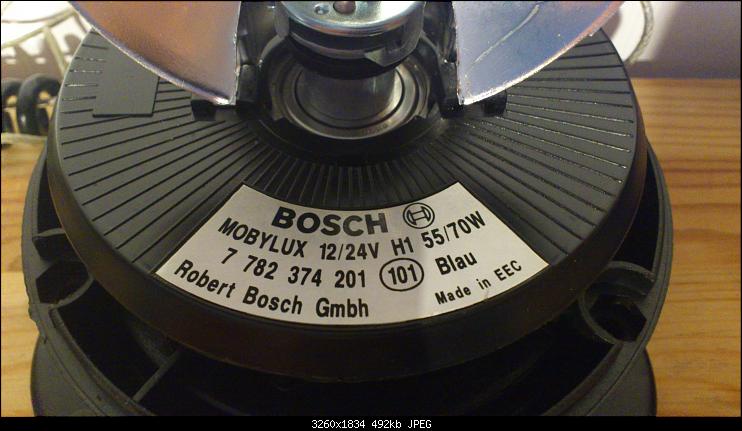 BOSCH
MOBYLUX 12/24V H1 55/70W
7 782 374 201 101 Blau
Robert Bosch Gmbh Made in EEC
3260x1834 492kb JPEG